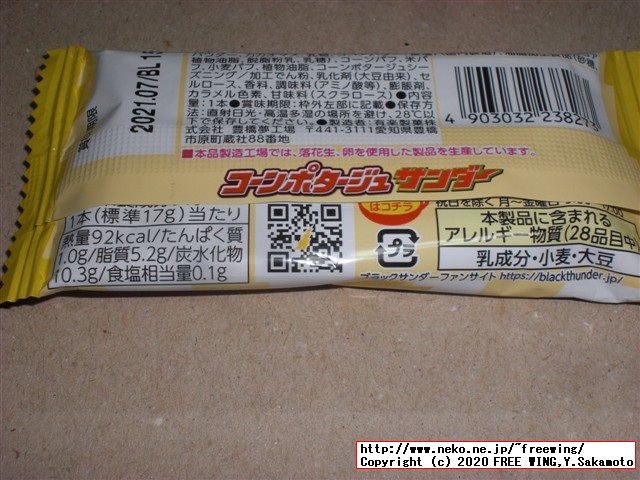 植物油脂、脱脂粉乳、乳糖)、コーンパフ、米パ
フ、小麦パフ、植物油脂、コーンポタージュシー
ズニング/加工でん粉、乳化剤(大豆由来)、セ
ルロース、香料、調味料(アミノ酸等)、膨脹剤、
カラメル色素、甘味料(スクラロース)●内容
量:1本●賞味期限:枠外左部に記載●保存方
法:直射日光・高温多湿の場所を避け、28℃以
下で保存してください。●製造者:有楽製菓株
式会社 豊橋夢工場 〒441-3111愛知県豊橋
市原町蔵社88番地
2021.07/BL
4903032238273
■本品製造工場では、落花生、卵を使用した製品を生産しています。
コーンポタージュサンダー
1本(標準17g)当たり
熱量92kcal/たんぱく質
1.0g/脂質5.2g/炭水化物
/食塩相当量0.1g
はコチラ
プラ
祝日を除く 月~金曜日
本製品に含まれる
アレルギー物質(28品目中)
乳成分・小麦・大豆
ブラックサンダーファンサイト https://blackthunder.jp/
http://www.neko.ne.jp/~freewing/
Copyright (c) 2020 FREE WING,Y.Sakamoto